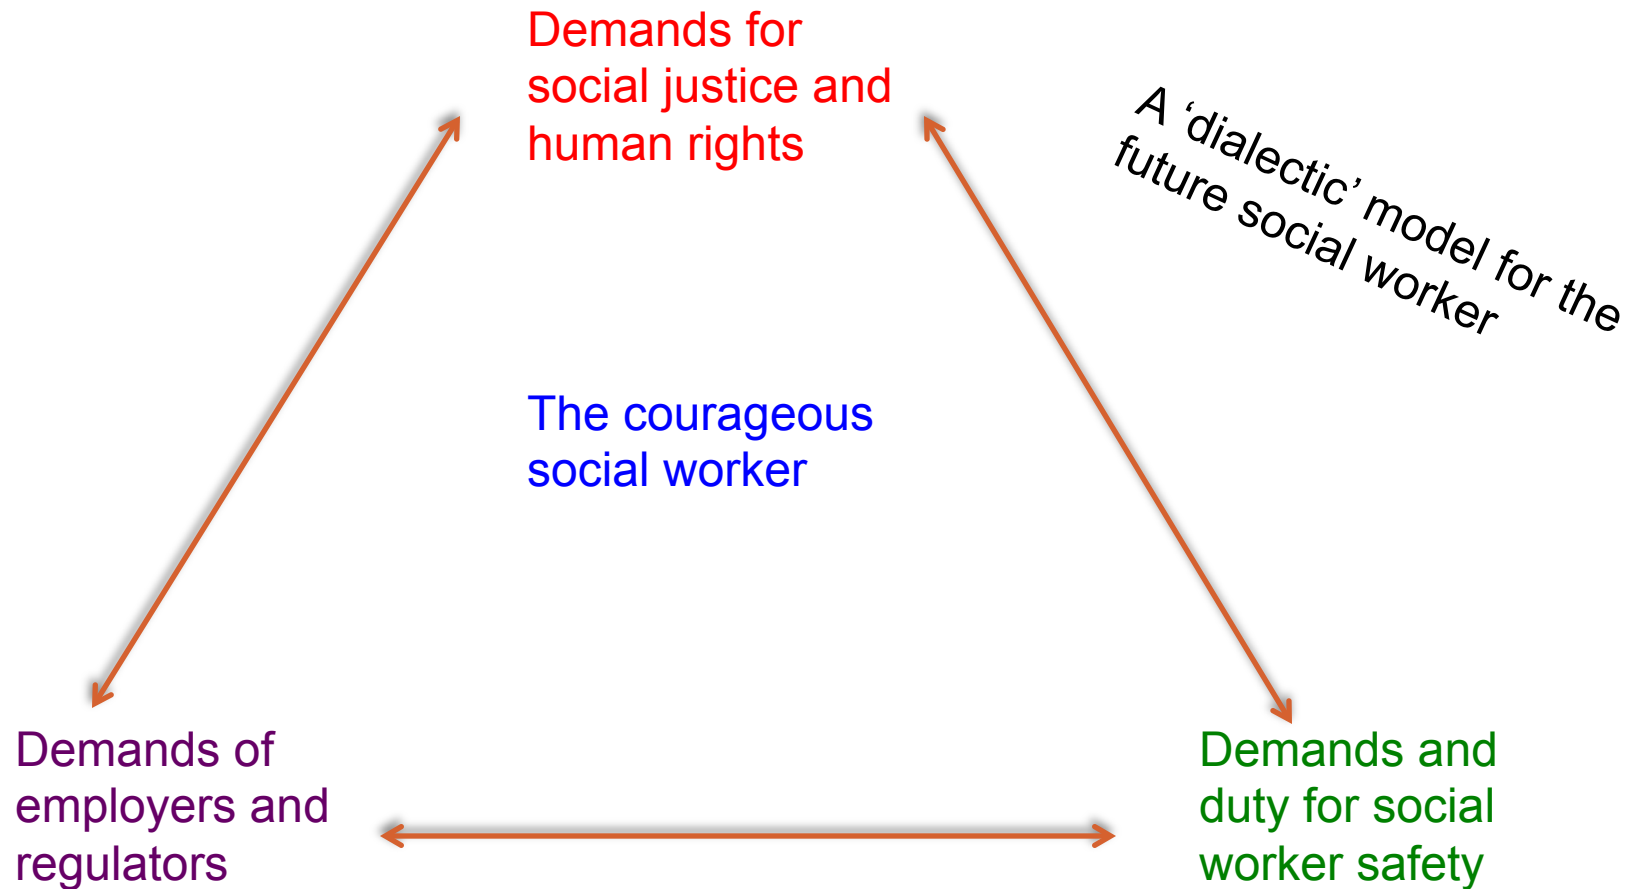 Demands for
social justice and
human rights
A ‘dialectic’ model for the
future social worker
The courageous
social worker
Demands of
employers and
regulators
Demands and
duty for social
worker safety